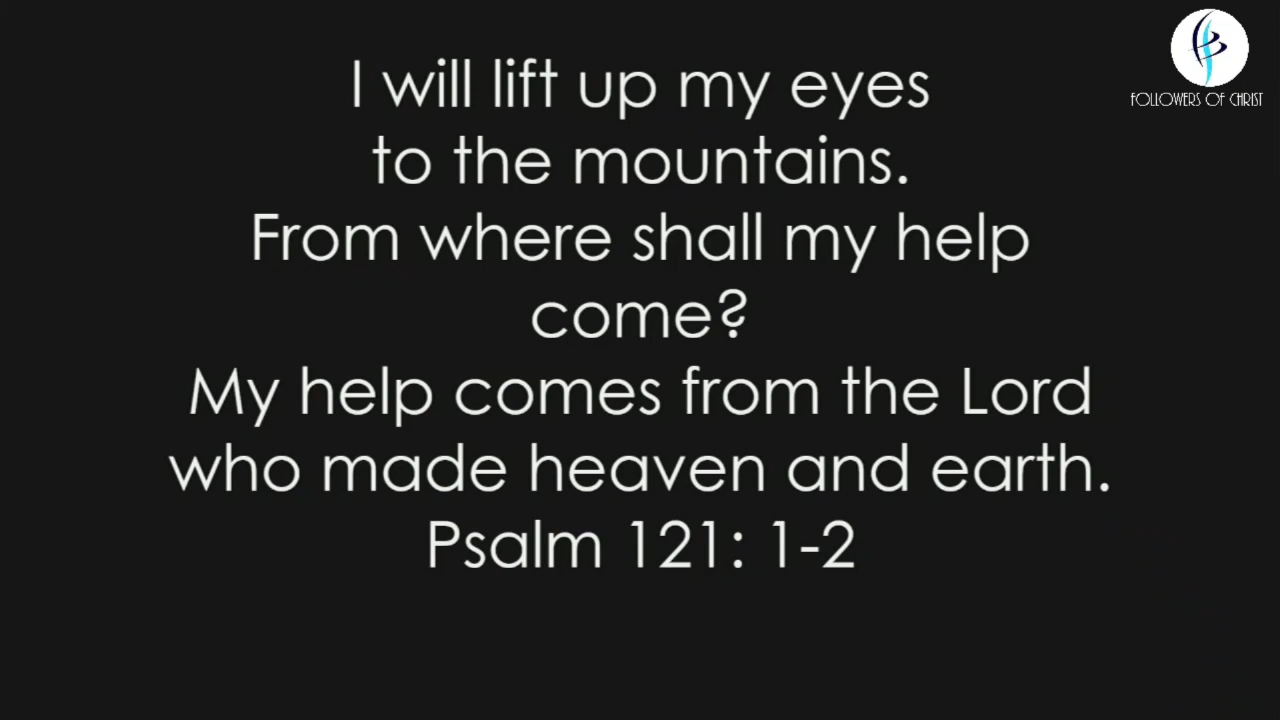 I will lift up my eyes
to the mountains.
From where shall my help
come?
My help comes from the Lord
who made heaven and earth.
Psalm 121: 1-2
FOLLOWERS OF CHRIST